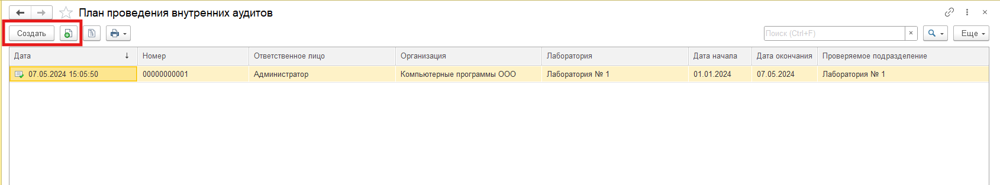 План проведения внутренних аудитов
Создать
Поиск (Ctrl+F)
×
Еще
Дата ↓ Номер Ответственное лицо Организация Лаборатория Дата начала Дата окончания Проверяемое подразделение
07.05.2024 15:05:50 00000000001 Администратор Компьютерные программы ООО Лаборатория № 1 01.01.2024 07.05.2024 Лаборатория № 1